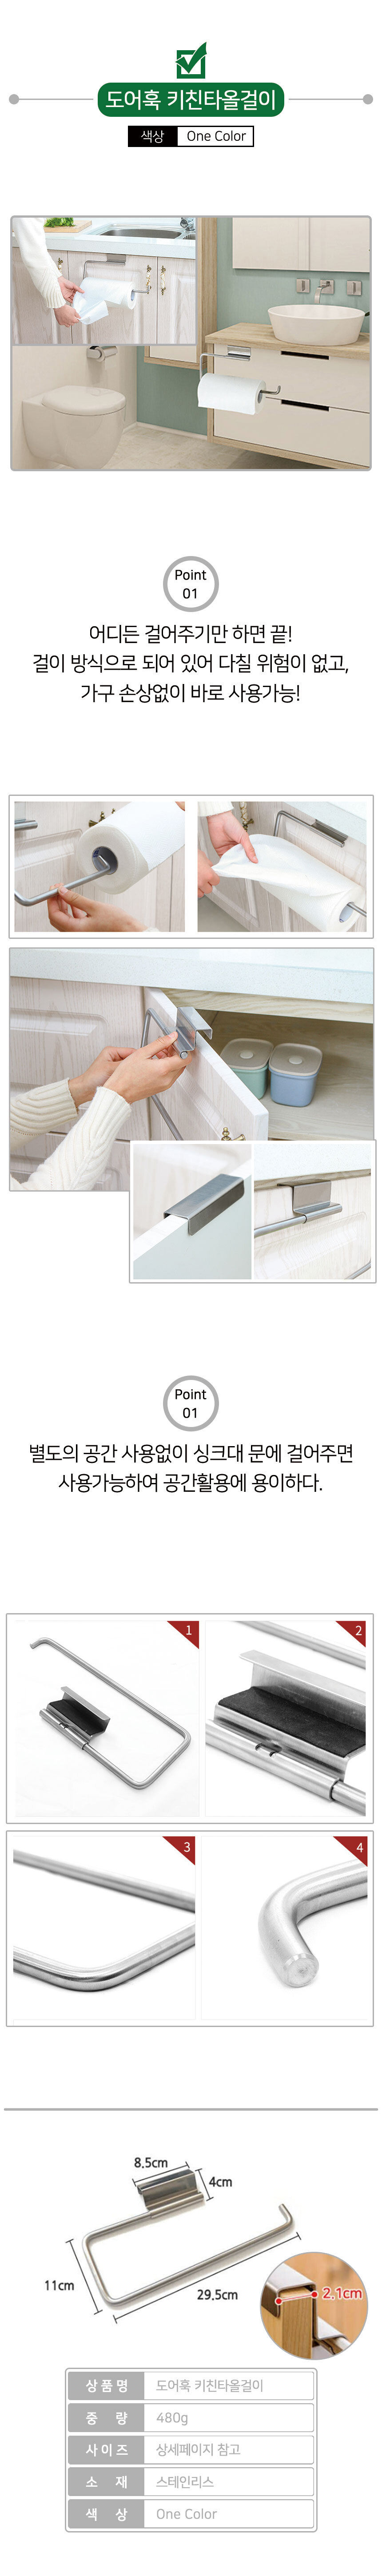 도어훅 키친타올걸이
색상 One Color
Point
01
어디든 걸어주기만 하면 끝!
걸이 방식으로 되어 있어 다칠 위험이 없고,
가구 손상없이 바로 사용가능!
Point
01
별도의 공간 사용없이 싱크대 문에 걸어주면
사용가능하여 공간활용에 용이하다.
1
2
3
4
8.5cm
4cm
11cm
29.5cm
2.1cm
상 품 명 도어훅 키친타올걸이
중 량 480g
사 이 즈 상세페이지 참고
소 재 스테인리스
색 상 One Color